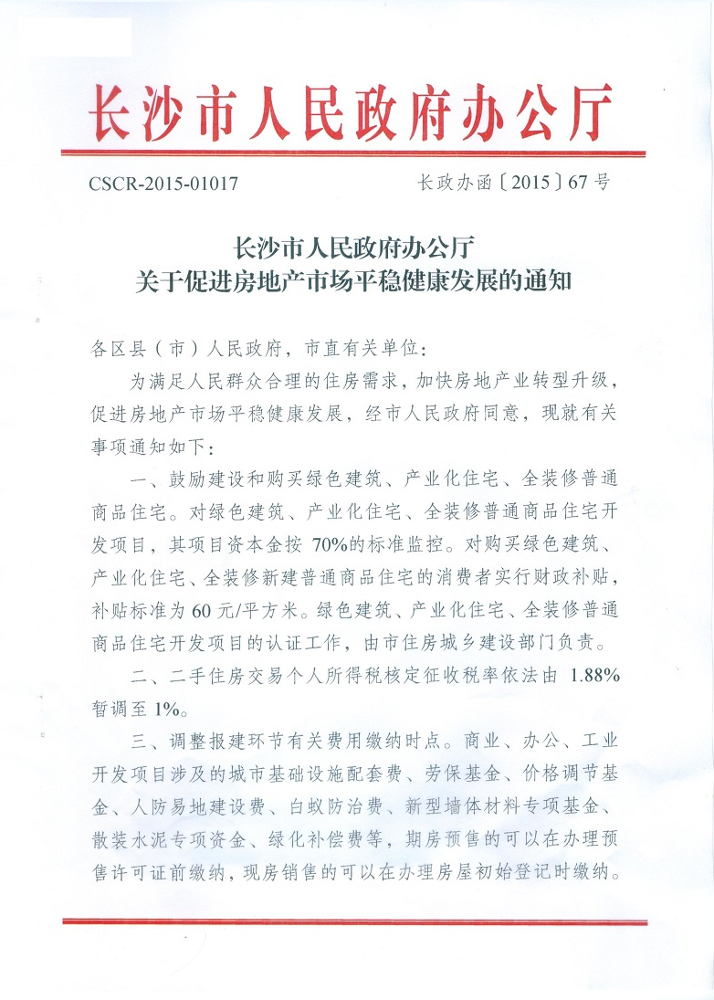 长沙市人民政府办公厅
CSCR-2015-01017 长政办函〔2015〕67号
长沙市人民政府办公厅
关于促进房地产市场平稳健康发展的通知
各区县（市）人民政府，市直有关单位：
为满足人民群众合理的住房需求，加快房地产业转型升级，
促进房地产市场平稳健康发展，经市人民政府同意，现就有关
事项通知如下：
一、鼓励建设和购买绿色建筑、产业化住宅、全装修普通
商品住宅。对绿色建筑、产业化住宅、全装修普通商品住宅开
发项目，其项目资本金按 70%的标准监控。对购买绿色建筑、
产业化住宅、全装修新建普通商品住宅的消费者实行财政补贴，
补贴标准为 60 元/平方米。绿色建筑、产业化住宅、全装修普通
商品住宅开发项目的认证工作，由市住房城乡建设部门负责。
二、二手住房交易个人所得税核定征收税率依法由 1.88%
暂调至 1%。
三、调整报建环节有关费用缴纳时点。商业、办公、工业
开发项目涉及的城市基础设施配套费、劳保基金、价格调节基
金、人防易地建设费、白蚁防治费、新型墙体材料专项基金、
散装水泥专项资金、绿化补偿费等，期房预售的可以在办理预
售许可证前缴纳，现房销售的可以在办理房屋初始登记时缴纳。